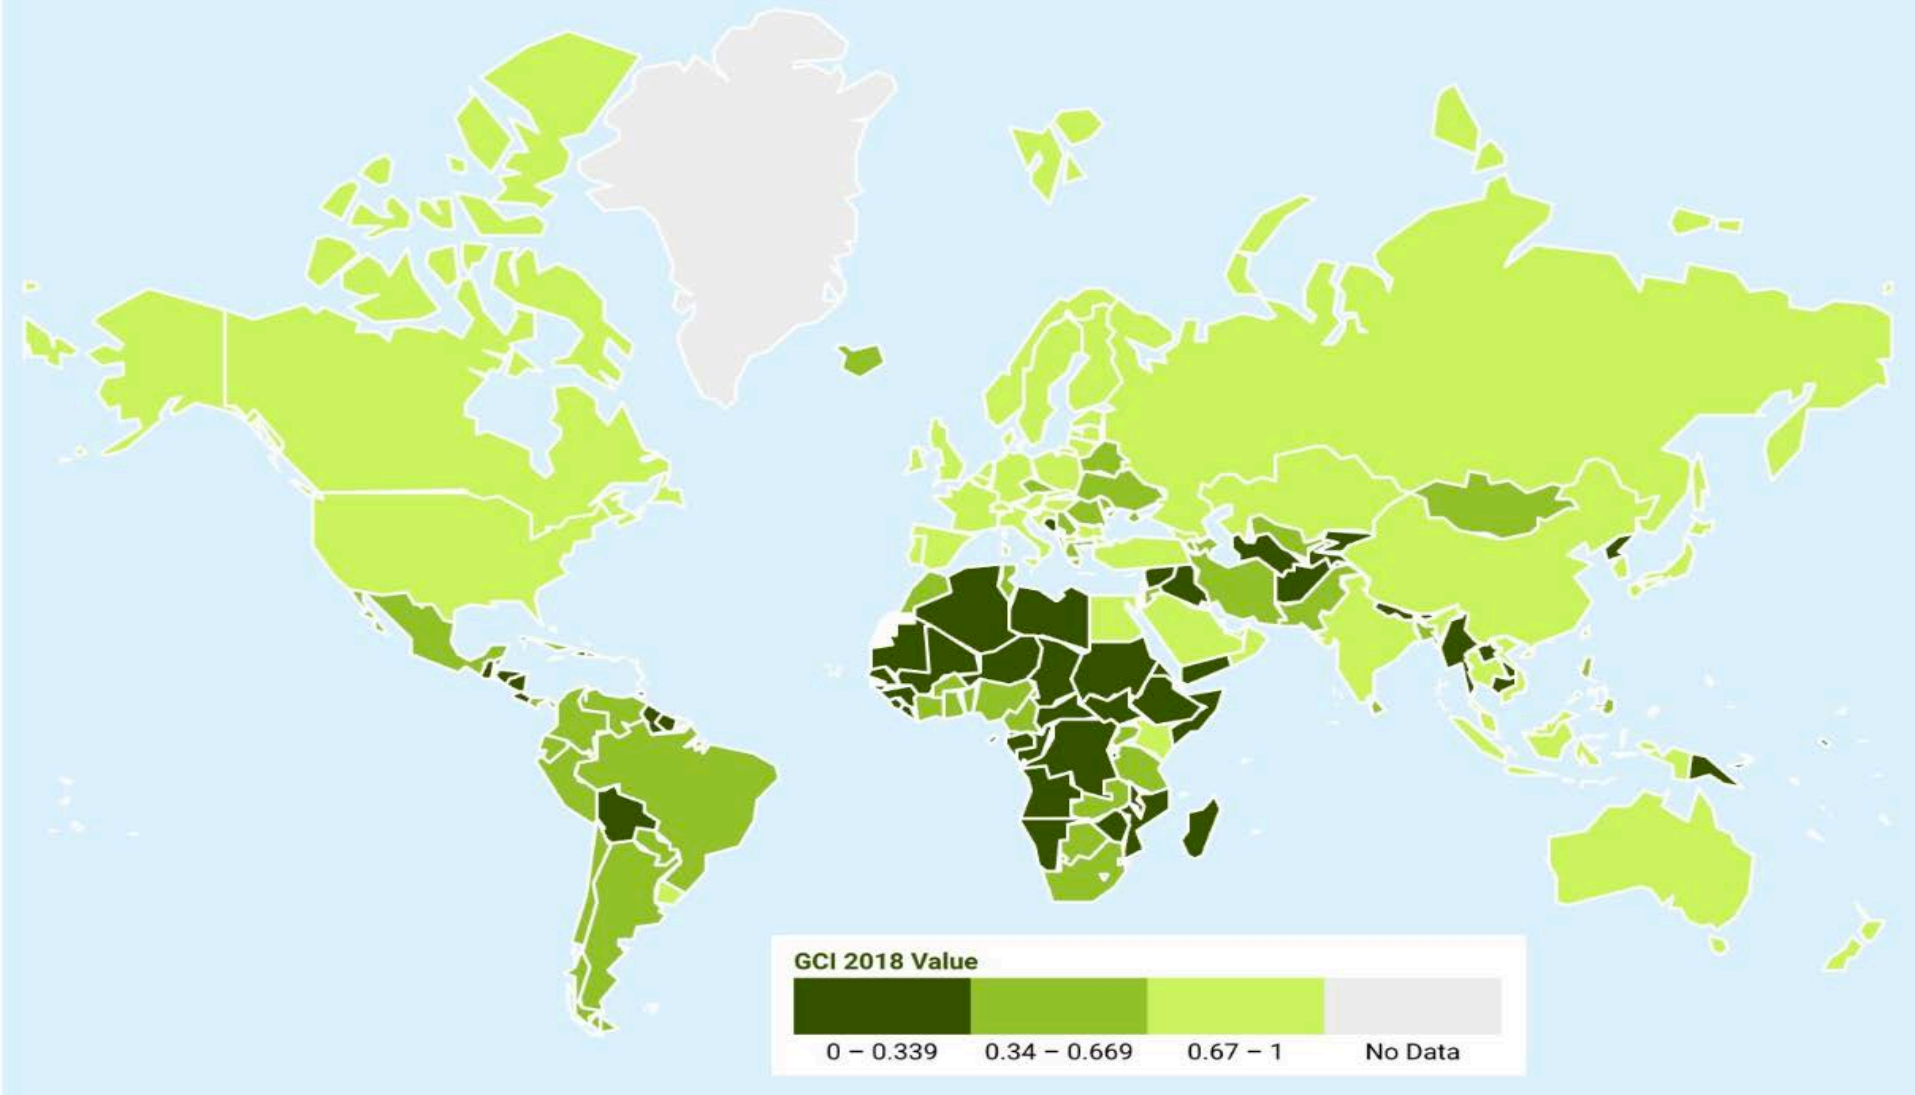 GCI 2018 Value
0 – 0.339 0.34 – 0.669 0.67 – 1 No Data